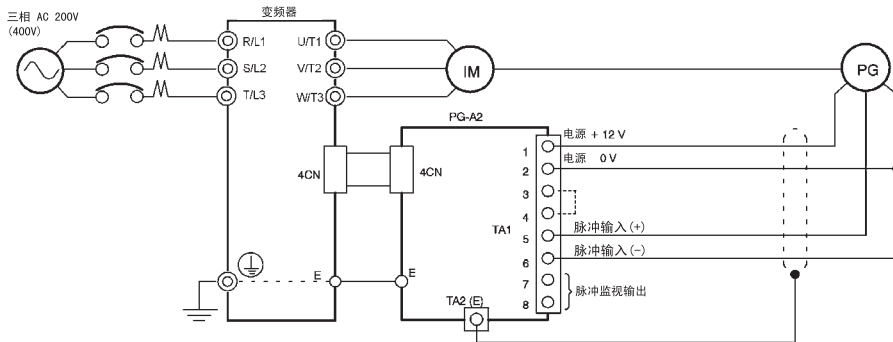 三相 AC 200V
(400V)
变频器
R/L1
U/T1
S/L2
V/T2
T/L3
W/T3
IM
PG
PG-A2
4CN
4CN
TA1
1
电源 + 12 V
2
电源 0 V
3
4
5
脉冲输入 (+)
6
脉冲输入 (-)
7
8
脉冲监视输出
E
E
TA2 (E)